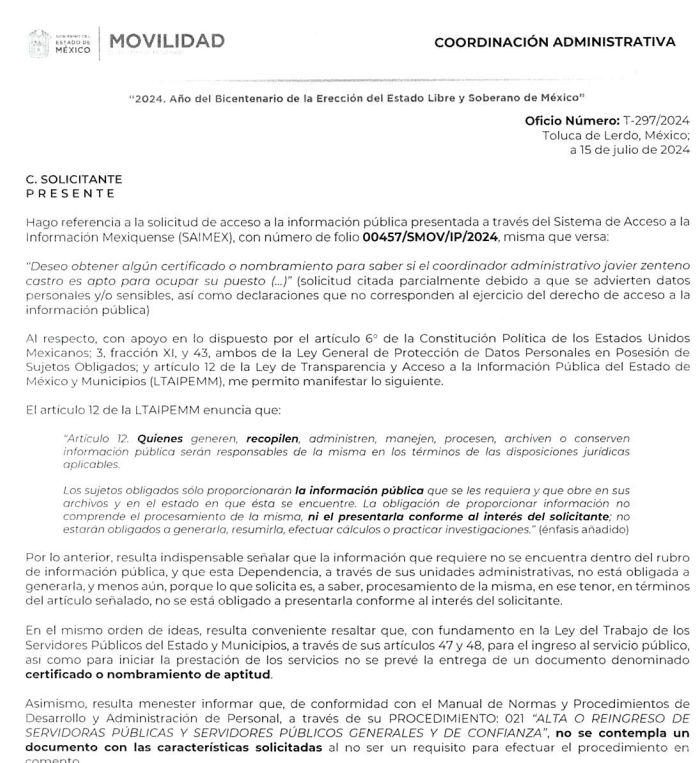 GOBIERNO DEL
ESTADO DE
MÉXICO
MOVILIDAD
COORDINACIÓN ADMINISTRATIVA
“2024. Año del Bicentenario de la Erección del Estado Libre y Soberano de México”
Oficio Número: T-297/2024
Toluca de Lerdo, México;
a 15 de julio de 2024
C. SOLICITANTE
P R E S E N T E
Hago referencia a la solicitud de acceso a la información pública presentada a través del Sistema de Acceso a la
Información Mexiquense (SAIMEX), con número de folio 00457/SMOV/IP/2024, misma que versa:
“Deseo obtener algún certificado o nombramiento para saber si el coordinador administrativo javier zenteno
castro es apto para ocupar su puesto (...)” (solicitud citada parcialmente debido a que se advierten datos
personales y/o sensibles, así como declaraciones que no corresponden al ejercicio del derecho de acceso a la
información pública)
Al respecto, con apoyo en lo dispuesto por el artículo 6° de la Constitución Política de los Estados Unidos
Mexicanos; 3, fracción XI, y 43, ambos de la Ley General de Protección de Datos Personales en Posesión de
Sujetos Obligados; y artículo 12 de la Ley de Transparencia y Acceso a la Información Pública del Estado de
México y Municipios (LTAIPEMM), me permito manifestar lo siguiente.
El artículo 12 de la LTAIPEMM enuncia que:
“Artículo 12. Quienes generen, recopilen, administren, manejen, procesen, archiven o conserven
información pública serán responsables de la misma en los términos de las disposiciones jurídicas
aplicables.
Los sujetos obligados sólo proporcionarán la información pública que se les requiera y que obre en sus
archivos y en el estado en que ésta se encuentre. La obligación de proporcionar información no
comprende el procesamiento de la misma, ni el presentarla conforme al interés del solicitante; no
estarán obligados a generarla, resumirla, efectuar cálculos o practicar investigaciones.” (énfasis añadido)
Por lo anterior, resulta indispensable señalar que la información que requiere no se encuentra dentro del rubro
de información pública, y que esta Dependencia, a través de sus unidades administrativas, no está obligada a
generarla, y menos aún, porque lo que solicita es, a saber, procesamiento de la misma, en ese tenor, en términos
del artículo señalado, no se está obligado a presentarla conforme al interés del solicitante.
En el mismo orden de ideas, resulta conveniente resaltar que, con fundamento en la Ley del Trabajo de los
Servidores Públicos del Estado y Municipios, a través de sus artículos 47 y 48, para el ingreso al servicio público,
así como para iniciar la prestación de los servicios no se prevé la entrega de un documento denominado
certificado o nombramiento de aptitud.
Asimismo, resulta menester informar que, de conformidad con el Manual de Normas y Procedimientos de
Desarrollo y Administración de Personal, a través de su PROCEDIMIENTO: 021 “ALTA O REINGRESO DE
SERVIDORAS PÚBLICAS Y SERVIDORES PÚBLICOS GENERALES Y DE CONFIANZA”, no se contempla un
documento con las características solicitadas al no ser un requisito para efectuar el procedimiento en
comento.